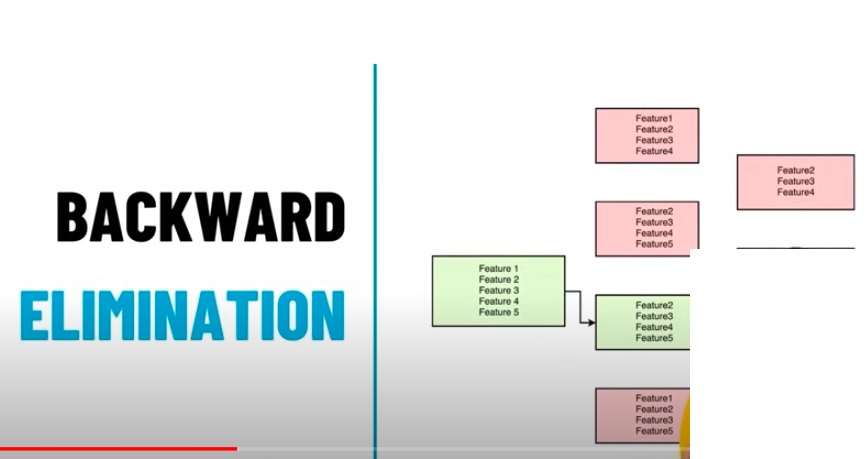 BACKWARD
ELIMINATION
Feature 1
Feature 2
Feature 3
Feature 4
Feature 5
Feature1
Feature2
Feature3
Feature4
Feature2
Feature3
Feature4
Feature5
Feature2
Feature3
Feature4
Feature5
Feature1
Feature2
Feature3
Feature5
Feature2
Feature3
Feature4